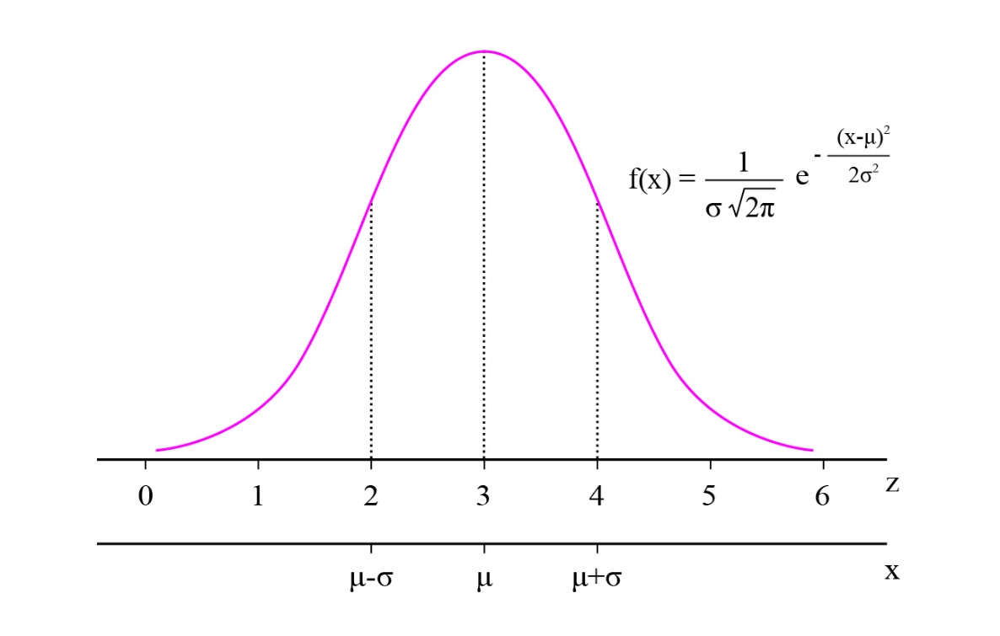 f(x) = 1 / σ √2π e - (x-μ)² / 2σ²
0 1 2 3 4 5 6 z
μ-σ μ μ+σ x